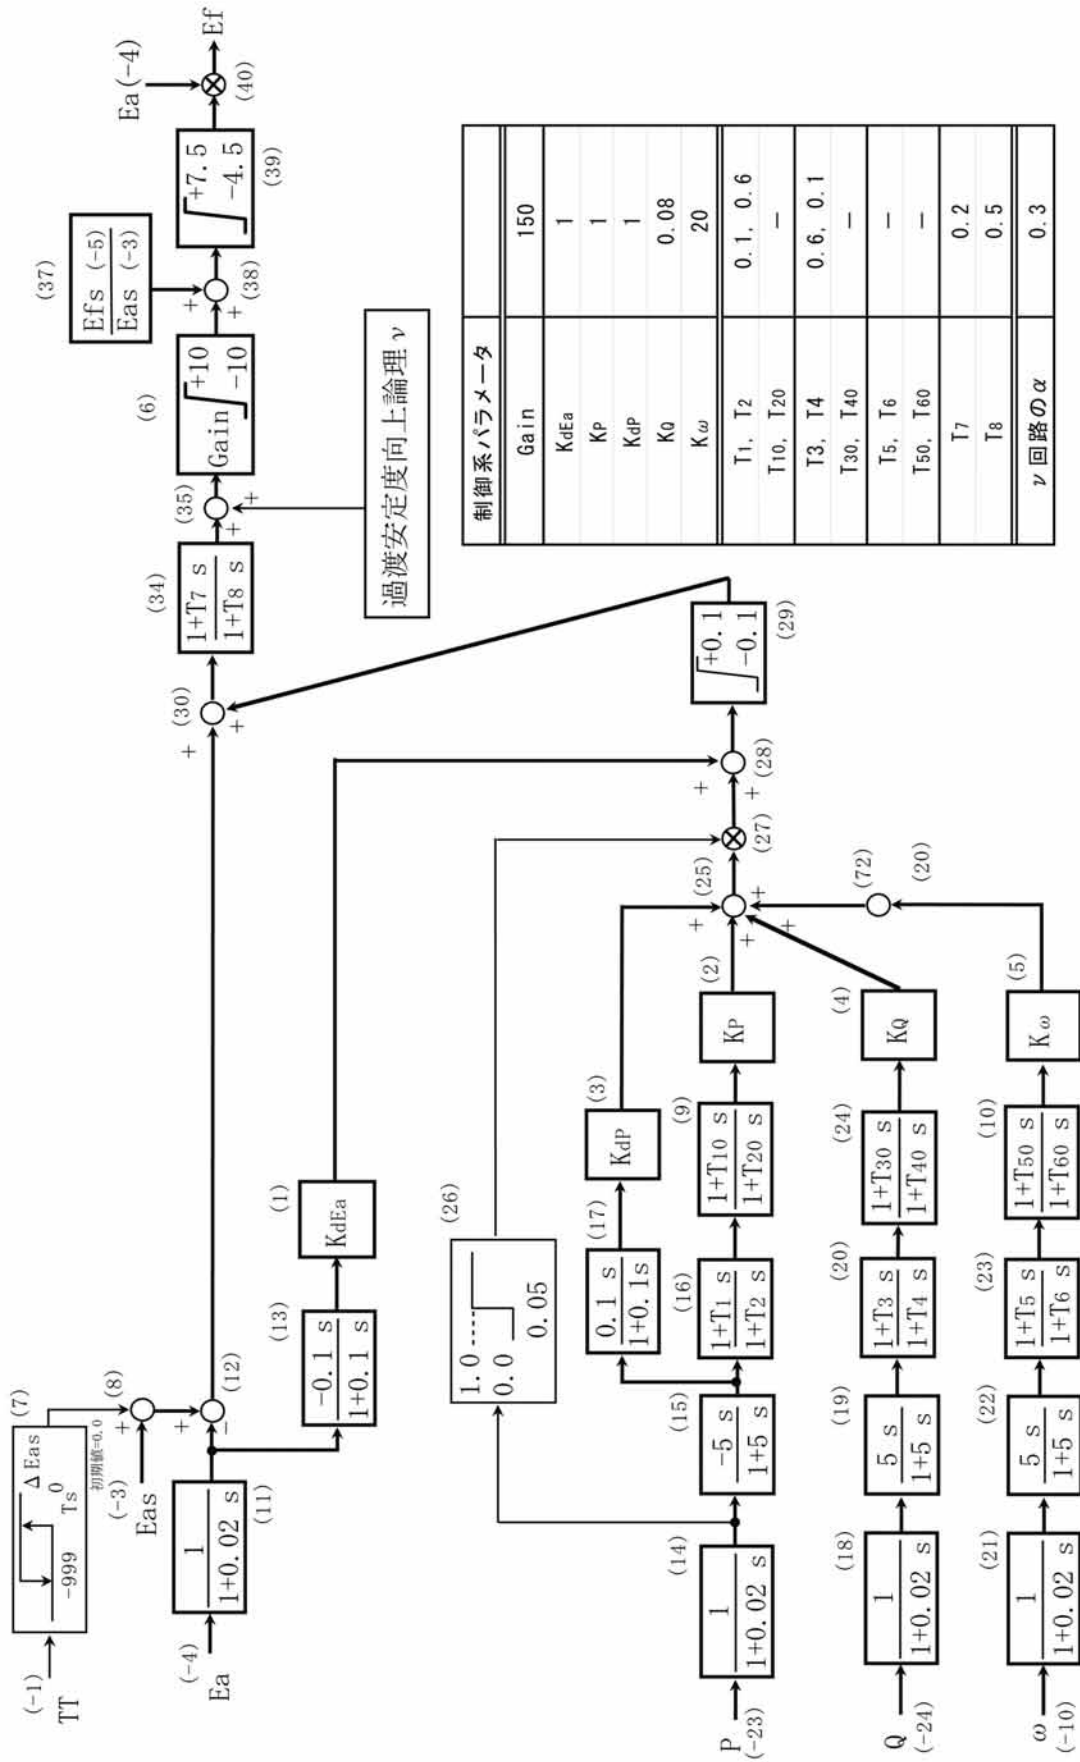 (7)
ΔEas
Ts
-999 0
初期値=0.0
(-1)
TT
(8)
(-3)
Eas
(12)
(-4)
Ea
1
1+0.02 s
(11)
-0.1 s
1+0.1 s
(13)
KdEa
(1)
(30)
1+T7 s
1+T8 s
(34)
(35)
Gain
+10
-10
(6)
過渡安定度向上論理 ν
(37)
Efs (-5)
Eas (-3)
(38)
+7.5
-4.5
(39)
Ea(-4)
(40)
Ef
P
(-23)
1
1+0.02 s
(14)
-5 s
1+5 s
(15)
1.0
0.0
0.05
(26)
0.1 s
1+0.1s
(17)
KdP
(3)
1+T1 s
1+T2 s
(16)
1+T10 s
1+T20 s
(9)
KP
(2)
(25)
(27)
(28)
+0.1
-0.1
(29)
Q
(-24)
1
1+0.02 s
(18)
5 s
1+5 s
(19)
1+T3 s
1+T4 s
(20)
1+T30 s
1+T40 s
(24)
KQ
(4)
ω
(-10)
1
1+0.02 s
(21)
5 s
1+5 s
(22)
1+T5 s
1+T6 s
(23)
1+T50 s
1+T60 s
(10)
Kω
(5)
(72)
(20)
制御系パラメータ
Gain 150
KdEa 1
KP 1
KdP 1
KQ 0.08
Kω 20
T1, T2 0.1, 0.6
T10, T20 −
T3, T4 0.6, 0.1
T30, T40 −
T5, T6 −
T50, T60 −
T7 0.2
T8 0.5
ν回路のα 0.3